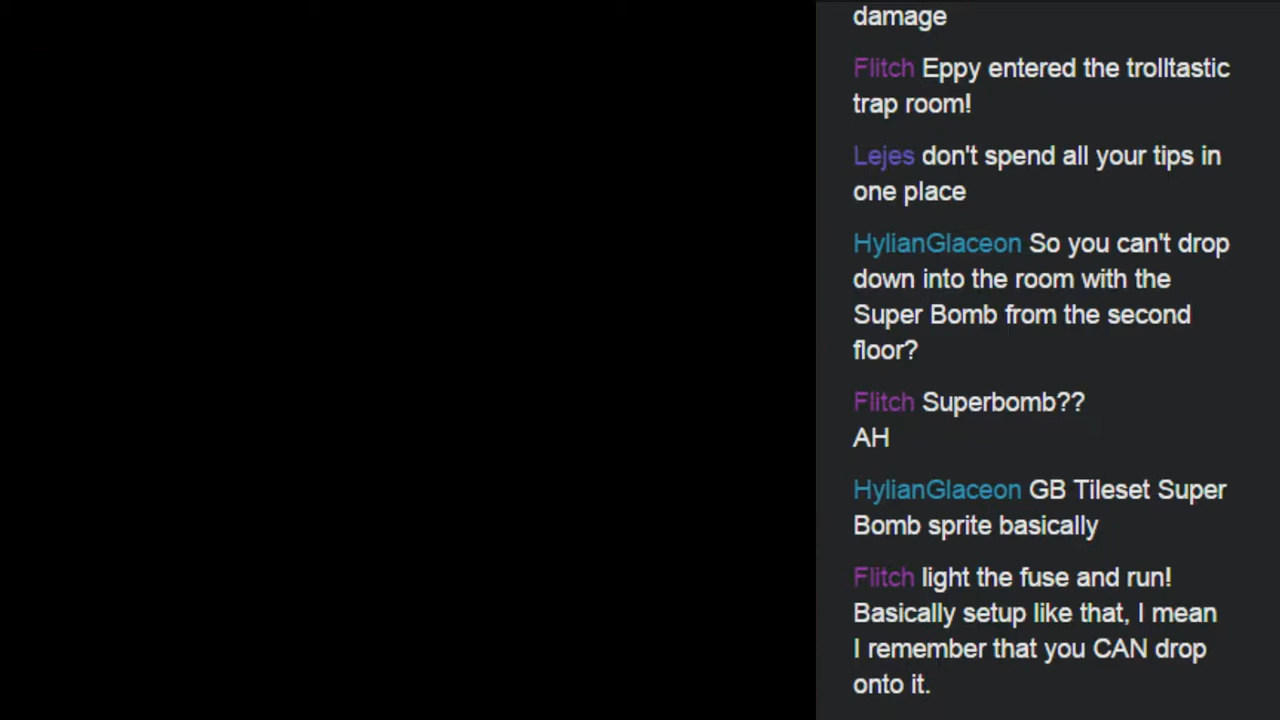 damage
Flitch Eppy entered the trolltastic
trap room!
Lejes don't spend all your tips in
one place
HylianGlaceon So you can't drop
down into the room with the
Super Bomb from the second
floor?
Flitch Superbomb??
AH
HylianGlaceon GB Tileset Super
Bomb sprite basically
Flitch light the fuse and run!
Basically setup like that, I mean
I remember that you CAN drop
onto it.